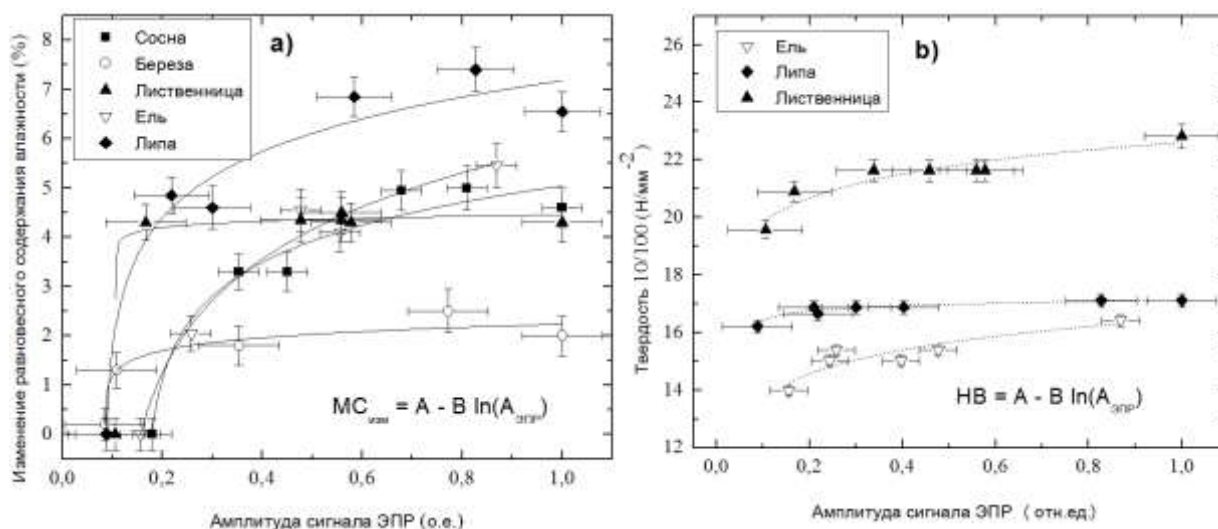 a)
Сосна
Береза
Лиственница
Ель
Липа
Изменение равновесного содержания влажности (%)
8
7
6
5
4
3
2
1
0
MCизм = A - B ln(AЭПР)
0,0 0,2 0,4 0,6 0,8 1,0
Амплитуда сигнала ЭПР (о.е.)
b)
Ель
Липа
Лиственница
Твердость 10/100 (Н/мм-2)
26
24
22
20
18
16
14
12
HB = A - B ln(AЭПР)
0,0 0,2 0,4 0,6 0,8 1,0
Амплитуда сигнала ЭПР ( отн.ед.)